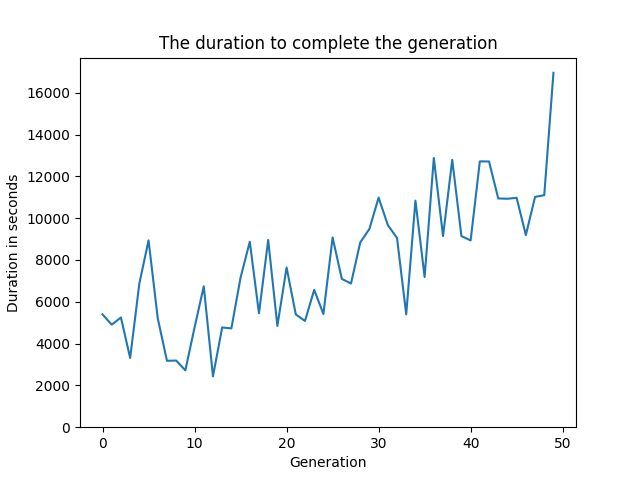 The duration to complete the generation
16000
14000
12000
10000
8000
6000
4000
2000
0
Duration in seconds
0 10 20 30 40 50
Generation